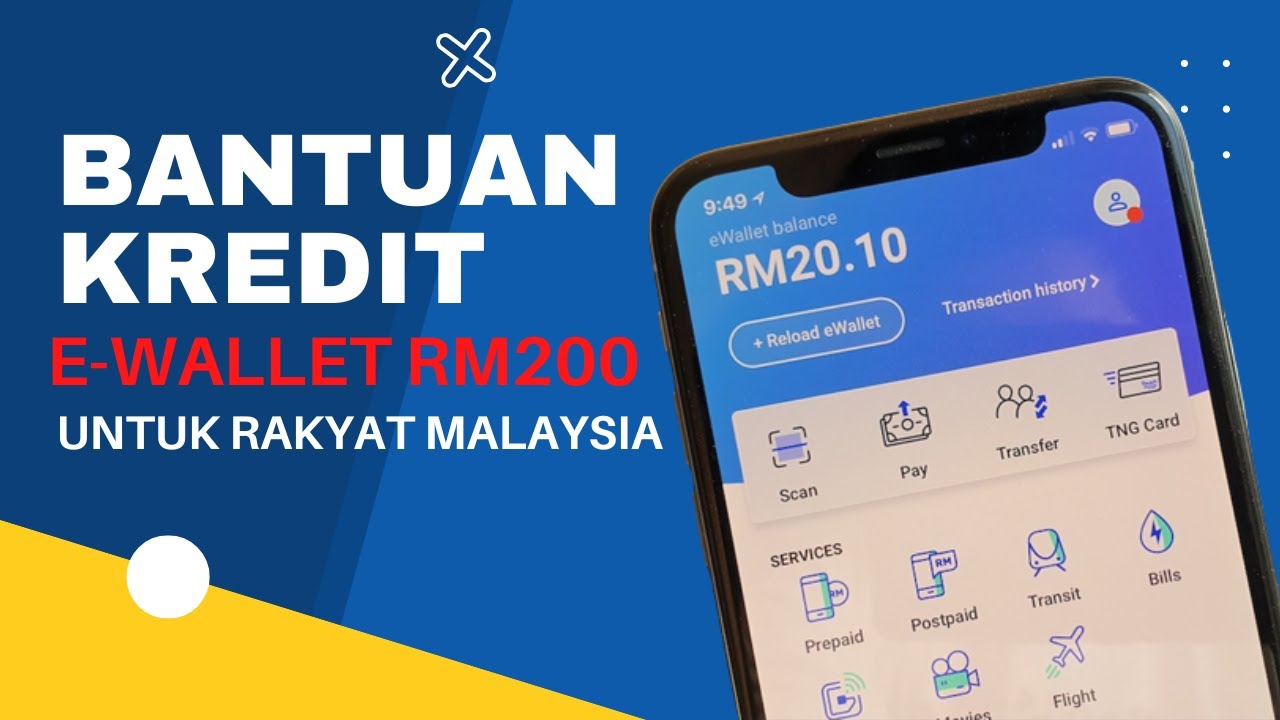 BANTUAN
KREDIT
E-WALLET RM200
UNTUK RAKYAT MALAYSIA
9:49
eWallet balance
RM20.10
+ Reload eWallet
Transaction history >
Scan
Pay
Transfer
TNG Card
SERVICES
RM
RM
Prepaid
Postpaid
Transit
Bills
Movies
Flight